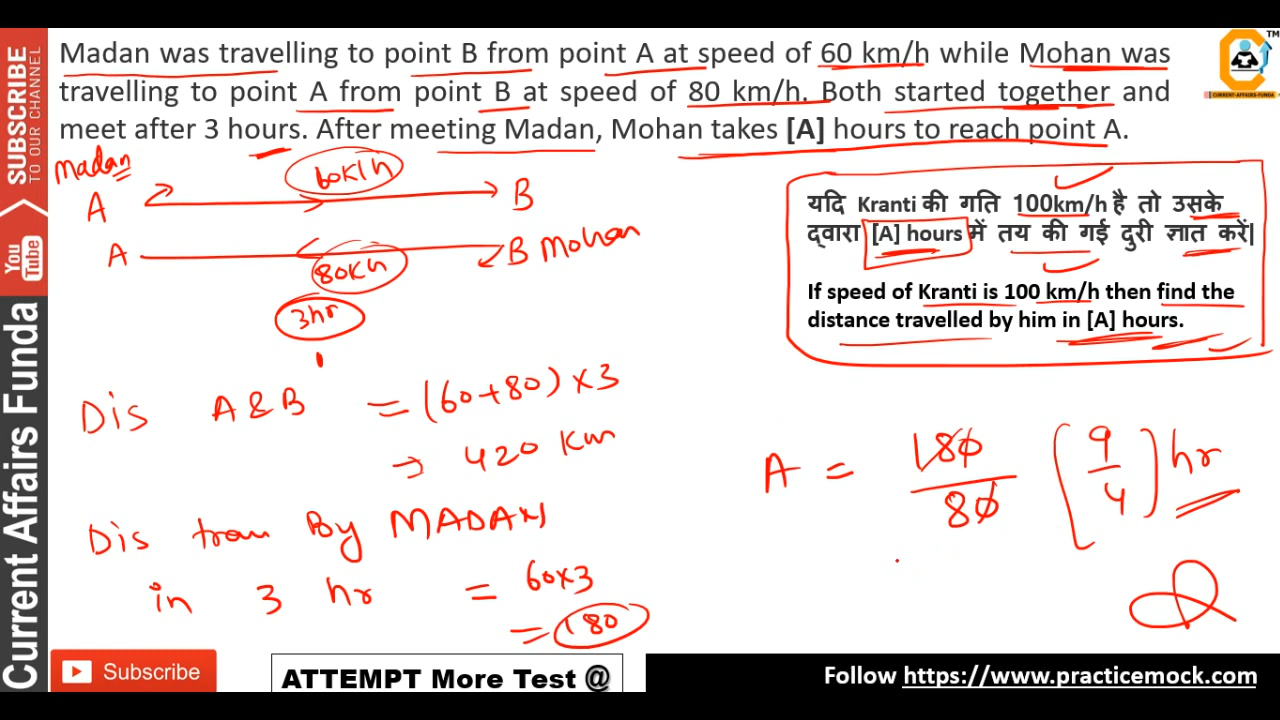 Madan was travelling to point B from point A at speed of 60 km/h while Mohan was
travelling to point A from point B at speed of 80 km/h. Both started together and
meet after 3 hours. After meeting Madan, Mohan takes [A] hours to reach point A.
TM
CURRENT-AFFAIRS-FUNDA
SUBSCRIBE
TO OUR CHANNEL
You
Tube
Current Affairs Funda
Madan
60K/h
A B
A B Mohan
80Kh
3hr
यदि Kranti की गति 100km/h है तो उसके
द्वारा [A] hours में तय की गई दुरी ज्ञात करें|
If speed of Kranti is 100 km/h then find the
distance travelled by him in [A] hours.
Dis A & B = (60+80) x 3
→ 420 Km
Dis trav By MADAN
in 3 hr = 60x3
= 180
A = 180/80 (9/4) hr
Subscribe
ATTEMPT More Test @
Follow https://www.practicemock.com